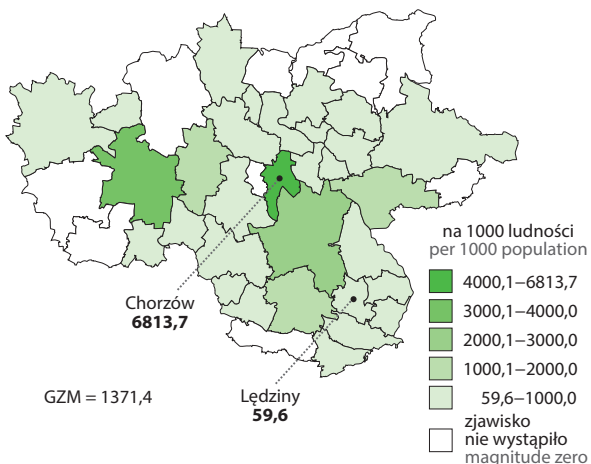 na 1000 ludności
per 1000 population
4000,1–6813,7
3000,1–4000,0
2000,1–3000,0
1000,1–2000,0
59,6–1000,0
zjawisko
nie wystąpiło
magnitude zero
Chorzów
6813,7
Lędziny
59,6
GZM = 1371,4